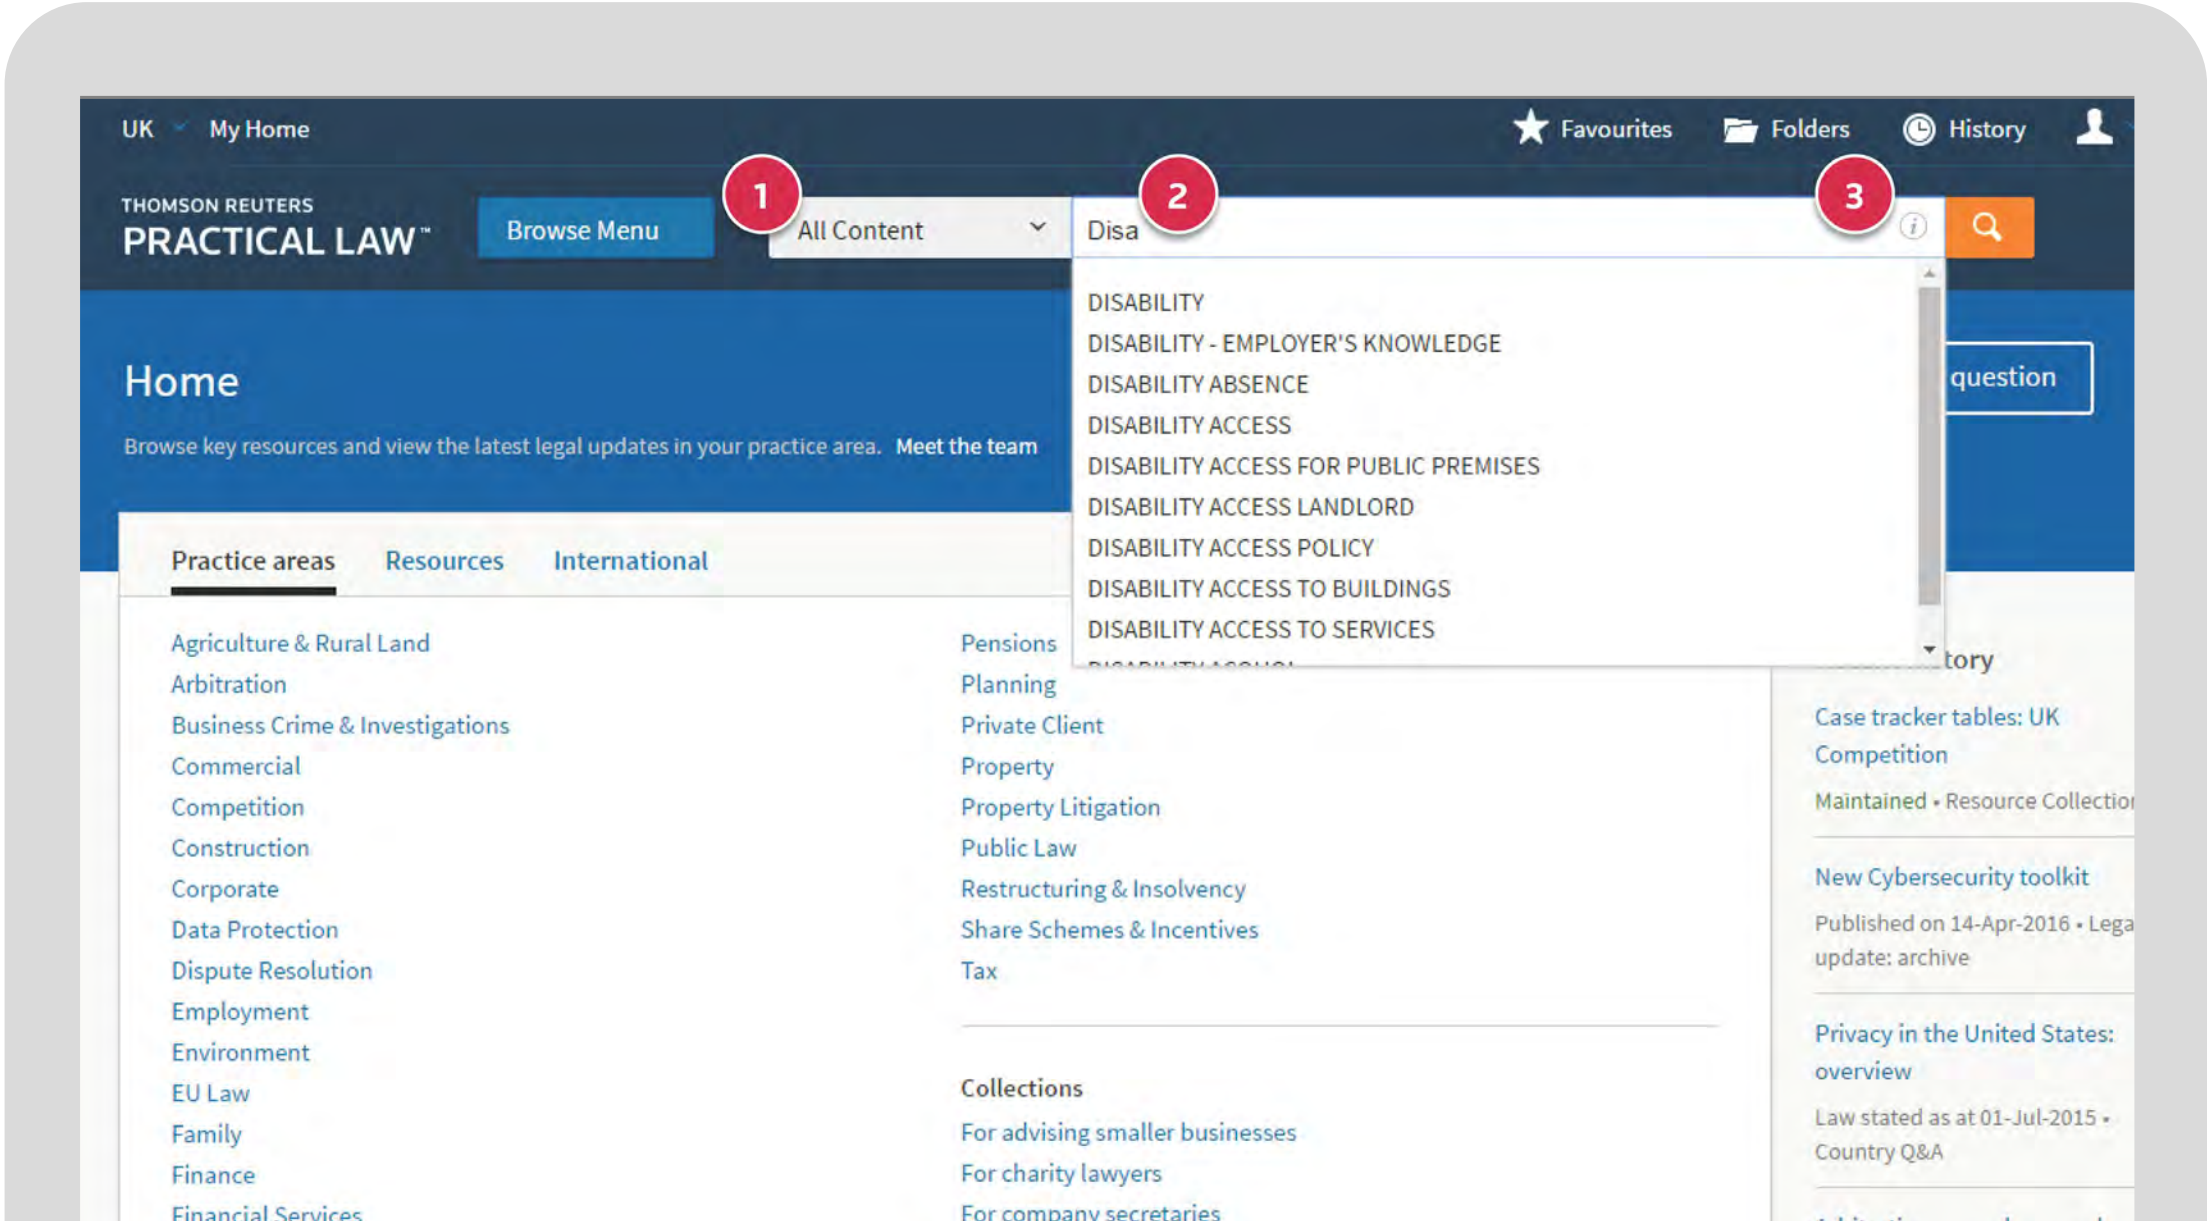 UK My Home Favourites Folders History
1 2 3
THOMSON REUTERS
PRACTICAL LAW™ Browse Menu All Content Disa i
DISABILITY
DISABILITY - EMPLOYER'S KNOWLEDGE
DISABILITY ABSENCE
DISABILITY ACCESS
DISABILITY ACCESS FOR PUBLIC PREMISES
DISABILITY ACCESS LANDLORD
DISABILITY ACCESS POLICY
DISABILITY ACCESS TO BUILDINGS
DISABILITY ACCESS TO SERVICES
Home
question
Browse key resources and view the latest legal updates in your practice area. Meet the team
Practice areas Resources International
Agriculture & Rural Land
Arbitration
Business Crime & Investigations
Commercial
Competition
Construction
Corporate
Data Protection
Dispute Resolution
Employment
Environment
EU Law
Family
Finance
Financial Services
Pensions
Planning
Private Client
Property
Property Litigation
Public Law
Restructuring & Insolvency
Share Schemes & Incentives
Tax
Collections
For advising smaller businesses
For charity lawyers
For company secretaries
tory
Case tracker tables: UK
Competition
Maintained • Resource Collection
New Cybersecurity toolkit
Published on 14-Apr-2016 • Lega
update: archive
Privacy in the United States:
overview
Law stated as at 01-Jul-2015 •
Country Q&A